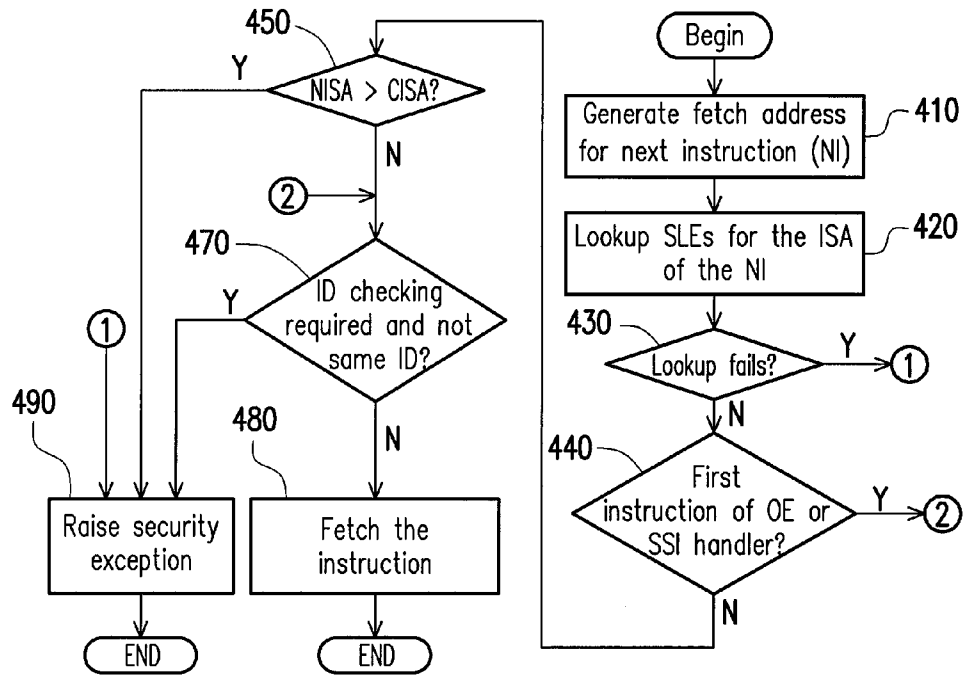 Begin
Generate fetch address
for next instruction (NI)
410
Lookup SLEs for the ISA
of the NI
420
430
Lookup fails?
Y
1
N
440
First
instruction of OE or
SSI handler?
Y
2
N
450
NISA > CISA?
Y
N
2
470
ID checking
required and not
same ID?
Y
N
1
490
Raise security
exception
END
480
Fetch the
instruction
END